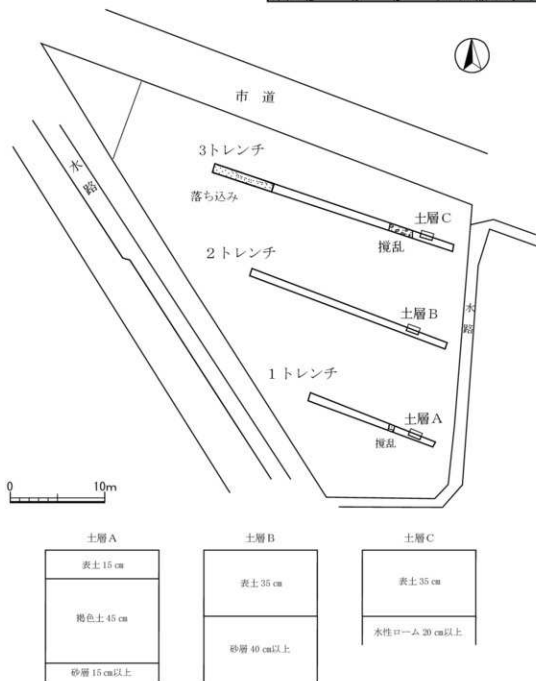 市道
水路
3トレンチ
落ち込み
土層C
攪乱
2トレンチ
土層B
水路
1トレンチ
土層A
攪乱
0 10m
土層A
表土 15 ㎝
褐色土 45 ㎝
砂層 15 ㎝以上
土層B
表土 35 ㎝
砂層 40 ㎝以上
土層C
表土 35 ㎝
水性ローム 20 ㎝以上